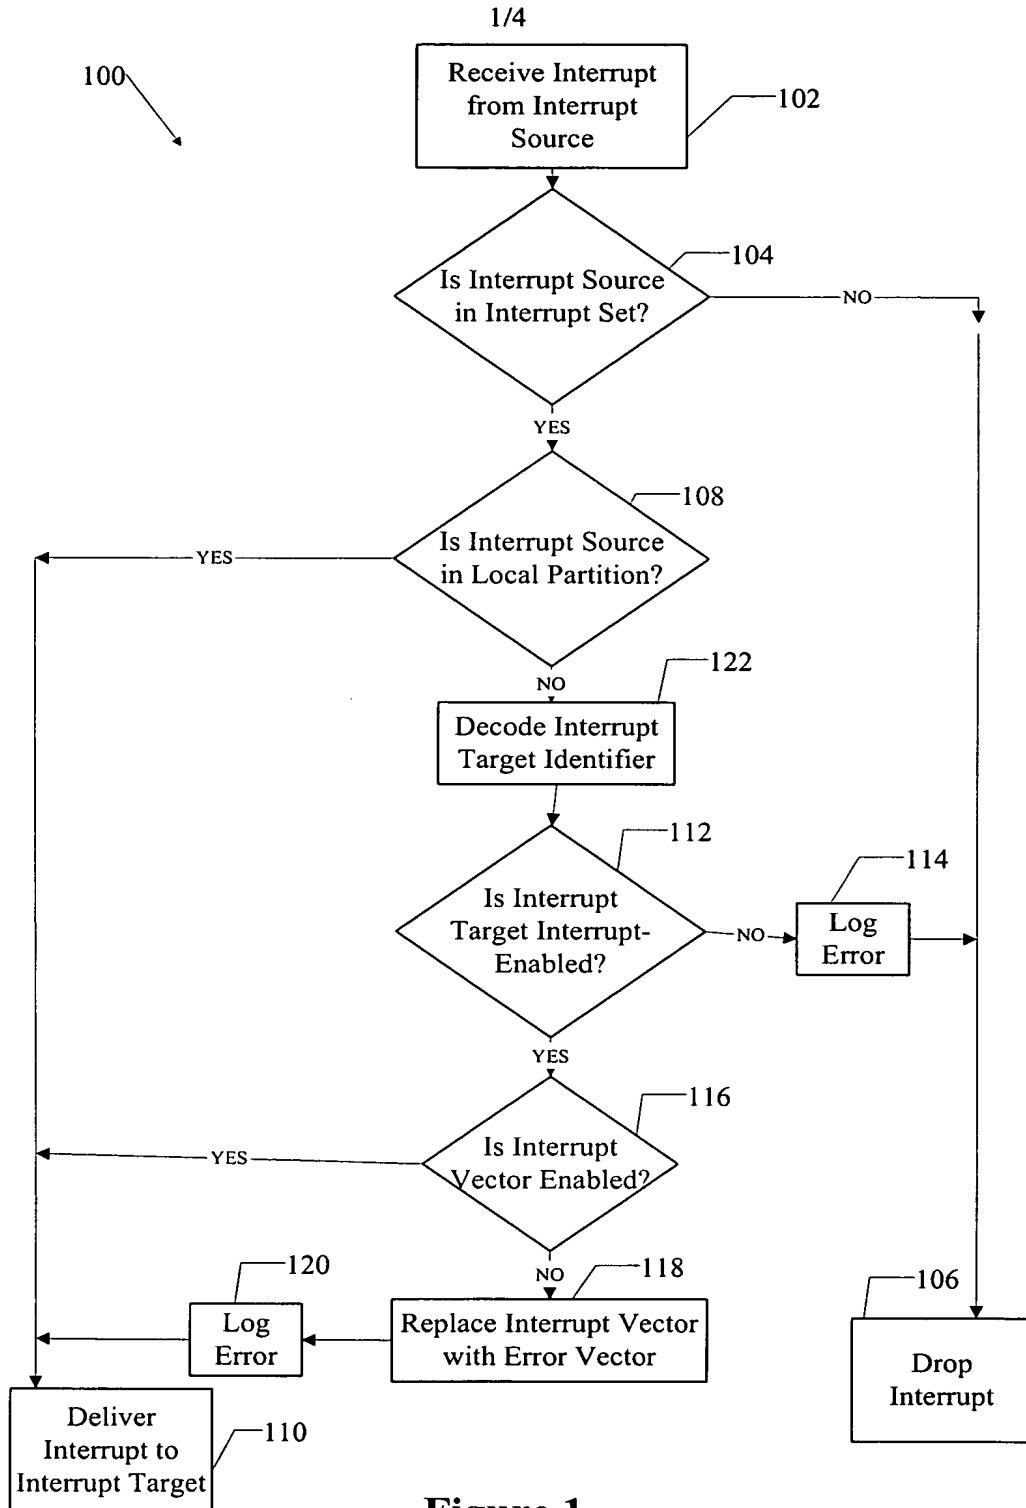 1/4
100
Receive Interrupt
from Interrupt
Source
102
104
Is Interrupt Source
in Interrupt Set?
NO
YES
108
Is Interrupt Source
in Local Partition?
YES
NO
122
Decode Interrupt
Target Identifier
112
Is Interrupt
Target Interrupt-
Enabled?
NO
114
Log
Error
YES
116
Is Interrupt
Vector Enabled?
YES
NO
118
Replace Interrupt Vector
with Error Vector
120
Log
Error
106
Drop
Interrupt
Deliver
Interrupt to
Interrupt Target
110
Figure 1